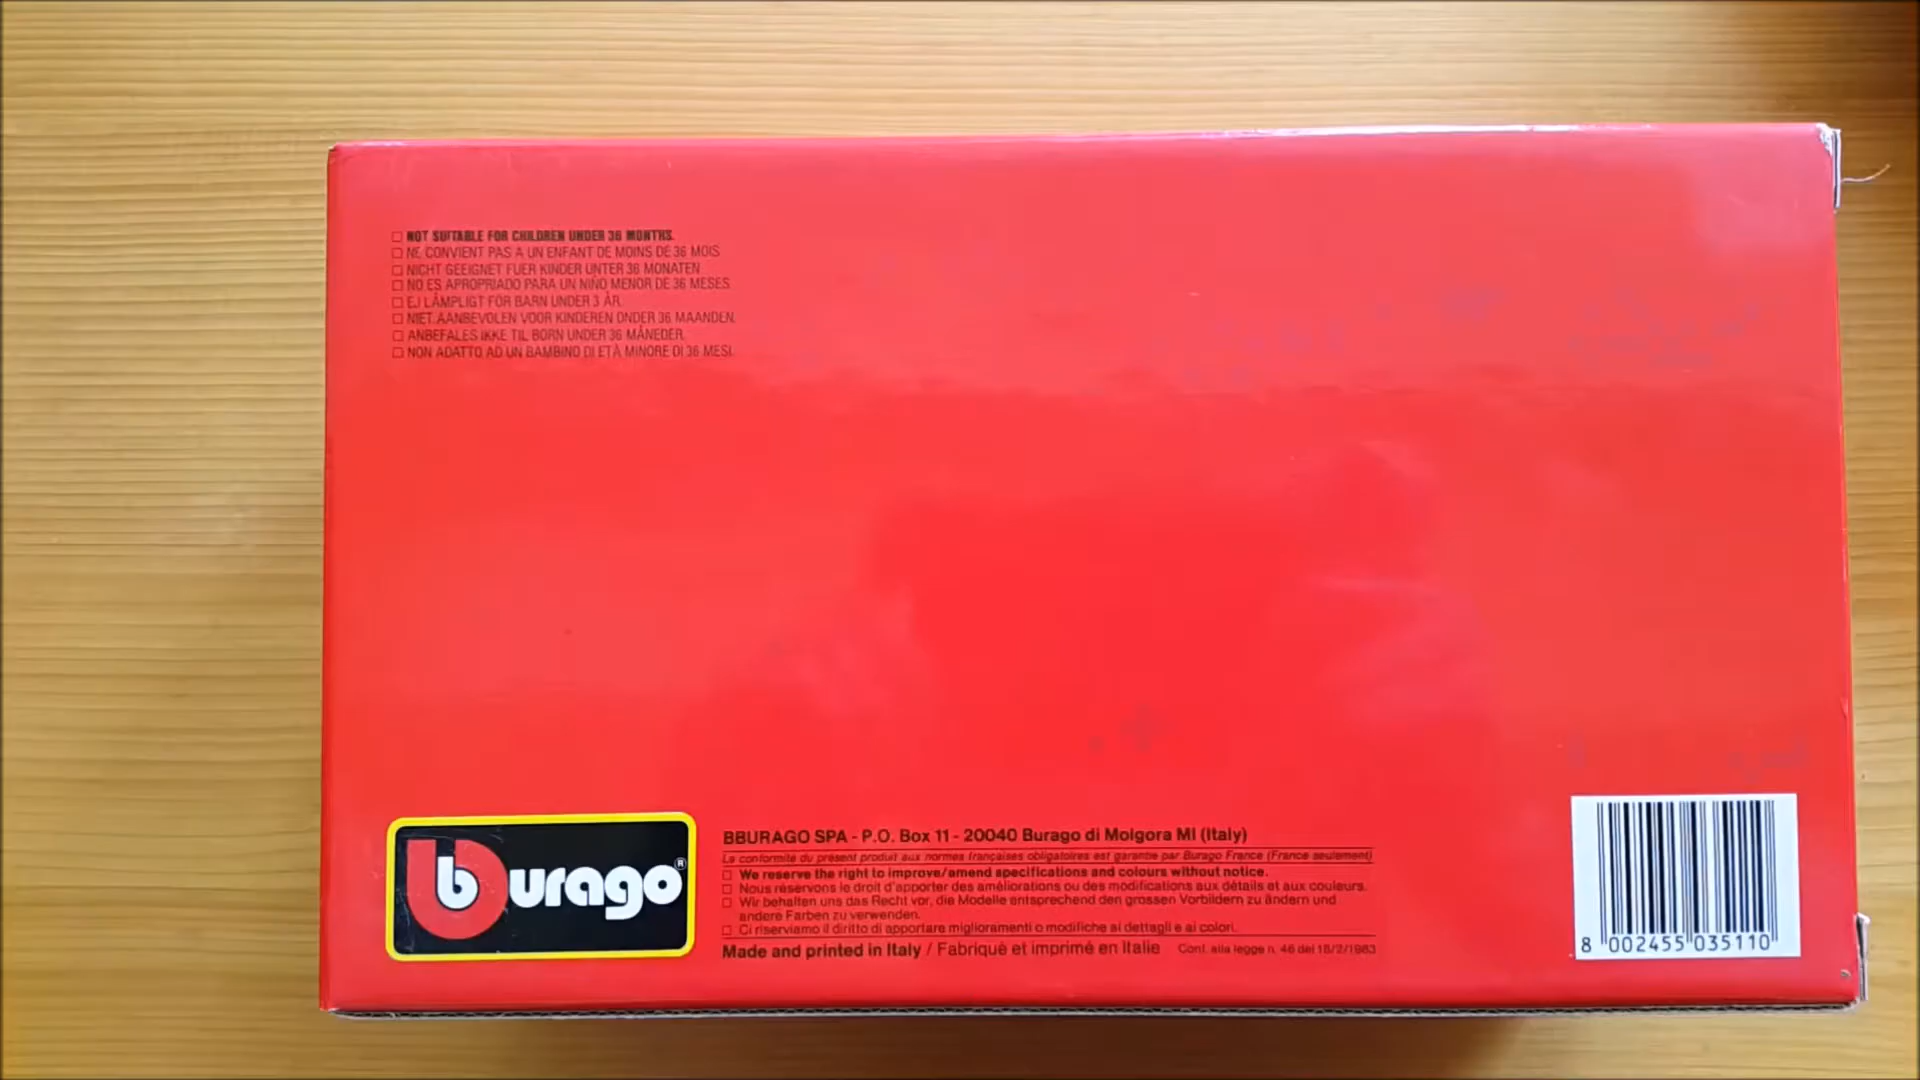 □ NOT SUITABLE FOR CHILDREN UNDER 36 MONTHS.
□ NE CONVIENT PAS A UN ENFANT DE MOINS DE 36 MOIS
□ NICHT GEEIGNET FUER KINDER UNTER 36 MONATEN
□ NO ES APROPRIADO PARA UN NIÑO MENOR DE 36 MESES.
□ EJ LÄMPLIGT FÖR BARN UNDER 3 ÅR.
□ NIET AANBEVOLEN VOOR KINDEREN ONDER 36 MAANDEN.
□ ANBEFALES IKKE TIL BORN UNDER 36 MÅNEDER.
□ NON ADATTO AD UN BAMBINO DI ETÀ MINORE DI 36 MESI.
burago®
BBURAGO SPA - P.O. Box 11 - 20040 Burago di Molgora MI (Italy)
La conformité du présent produit aux normes françaises obligatoires est garantie par Burago France (France seulement)
□ We reserve the right to improve/amend specifications and colours without notice.
□ Nous réservons le droit d'apporter des améliorations ou des modifications aux détails et aux couleurs.
□ Wir behalten uns das Recht vor, die Modelle entsprechend den grossen Vorbildern zu ändern und
andere Farben zu verwenden.
□ Ci riserviamo il diritto di apportare miglioramenti o modifiche ai dettagli e ai colori.
Made and printed in Italy / Fabriqué et imprimé en Italie Conf. alla legge n. 46 del 18/2/1983
8 002455 035110